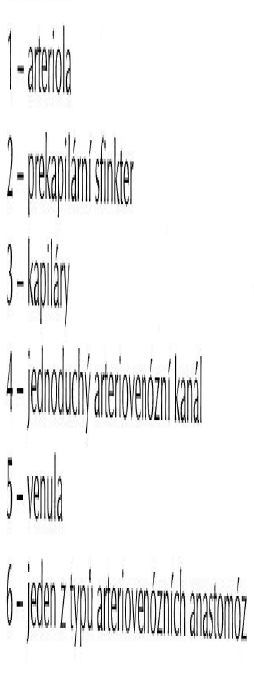 1 – arteriola
2 – prekapilární sfinkter
3 – kapiláry
4 – jednoduchý arteriovenózní kanál
5 – venula
6 – jeden z typů arteriovenózních anastomóz